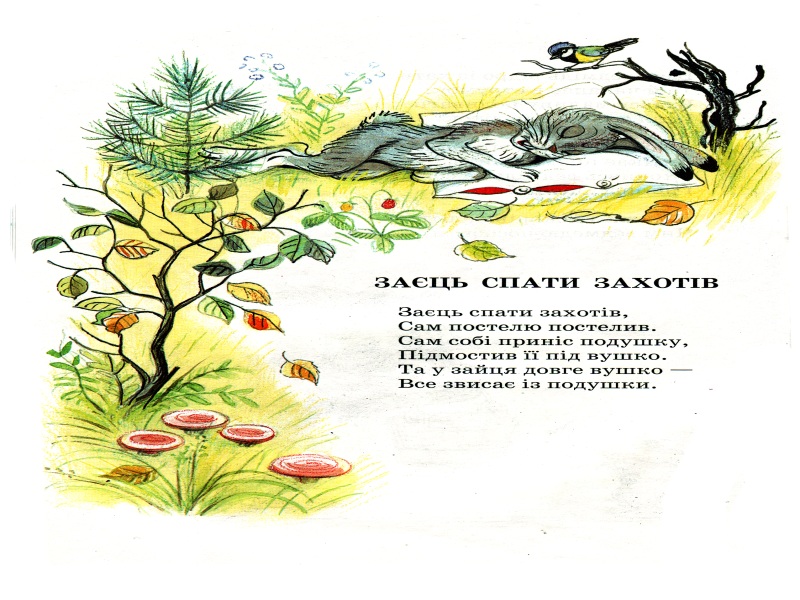 ЗАЄЦЬ СПАТИ ЗАХОТІВ
Заєць спати захотів,
Сам постелю постелив.
Сам собі приніс подушку,
Підмостив її під вушко.
Та у зайця довге вушко —
Все звисає із подушки.